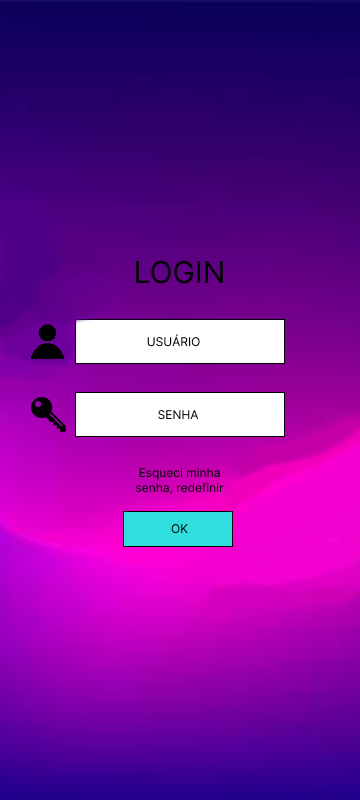 LOGIN
USUÁRIO
SENHA
Esqueci minha
senha, redefinir
OK